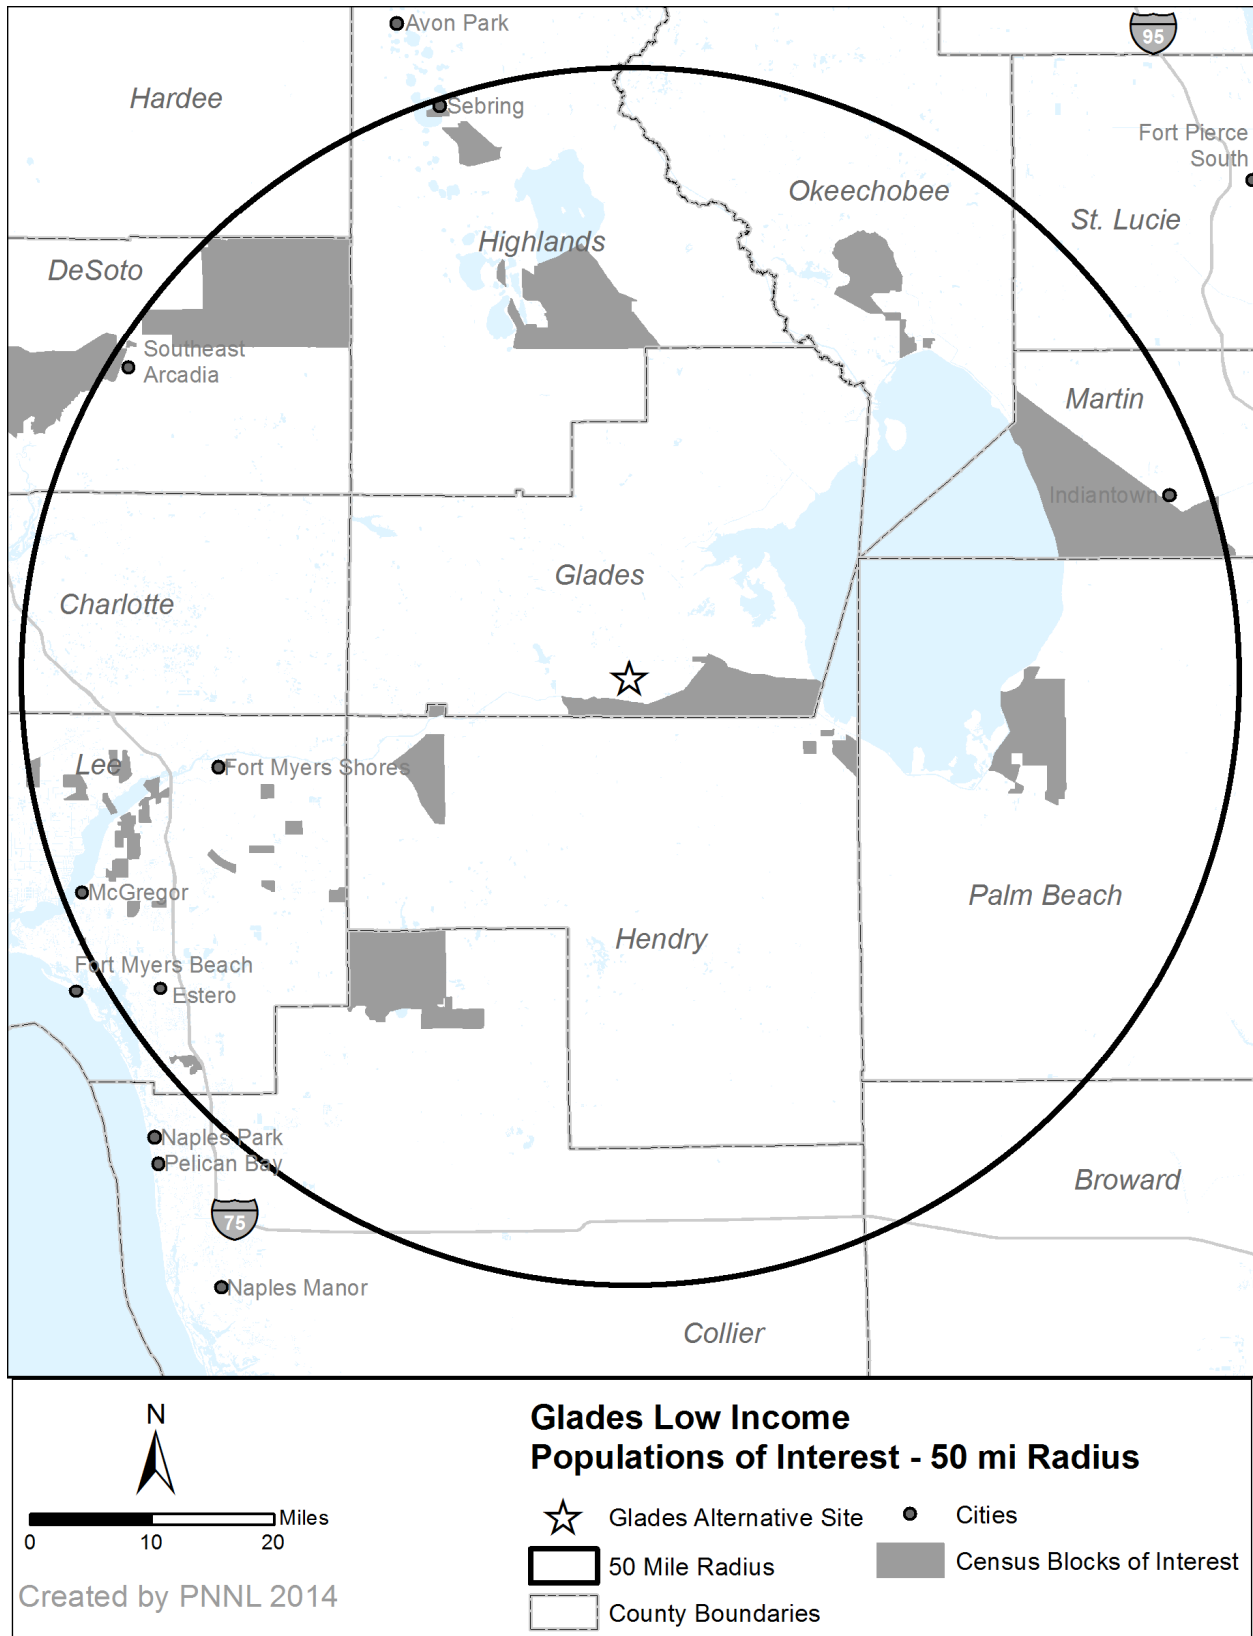 Avon Park
95
Hardee
Sebring
Fort Pierce
South
Okeechobee
St. Lucie
Highlands
DeSoto
Southeast
Arcadia
Martin
Indiantown
Glades
Charlotte
Lee
Fort Myers Shores
McGregor
Palm Beach
Hendry
Fort Myers Beach
Estero
Naples Park
Pelican Bay
Broward
75
Naples Manor
Collier
N
Miles
0 10 20
Created by PNNL 2014
Glades Low Income
Populations of Interest - 50 mi Radius
Glades Alternative Site
Cities
50 Mile Radius
Census Blocks of Interest
County Boundaries